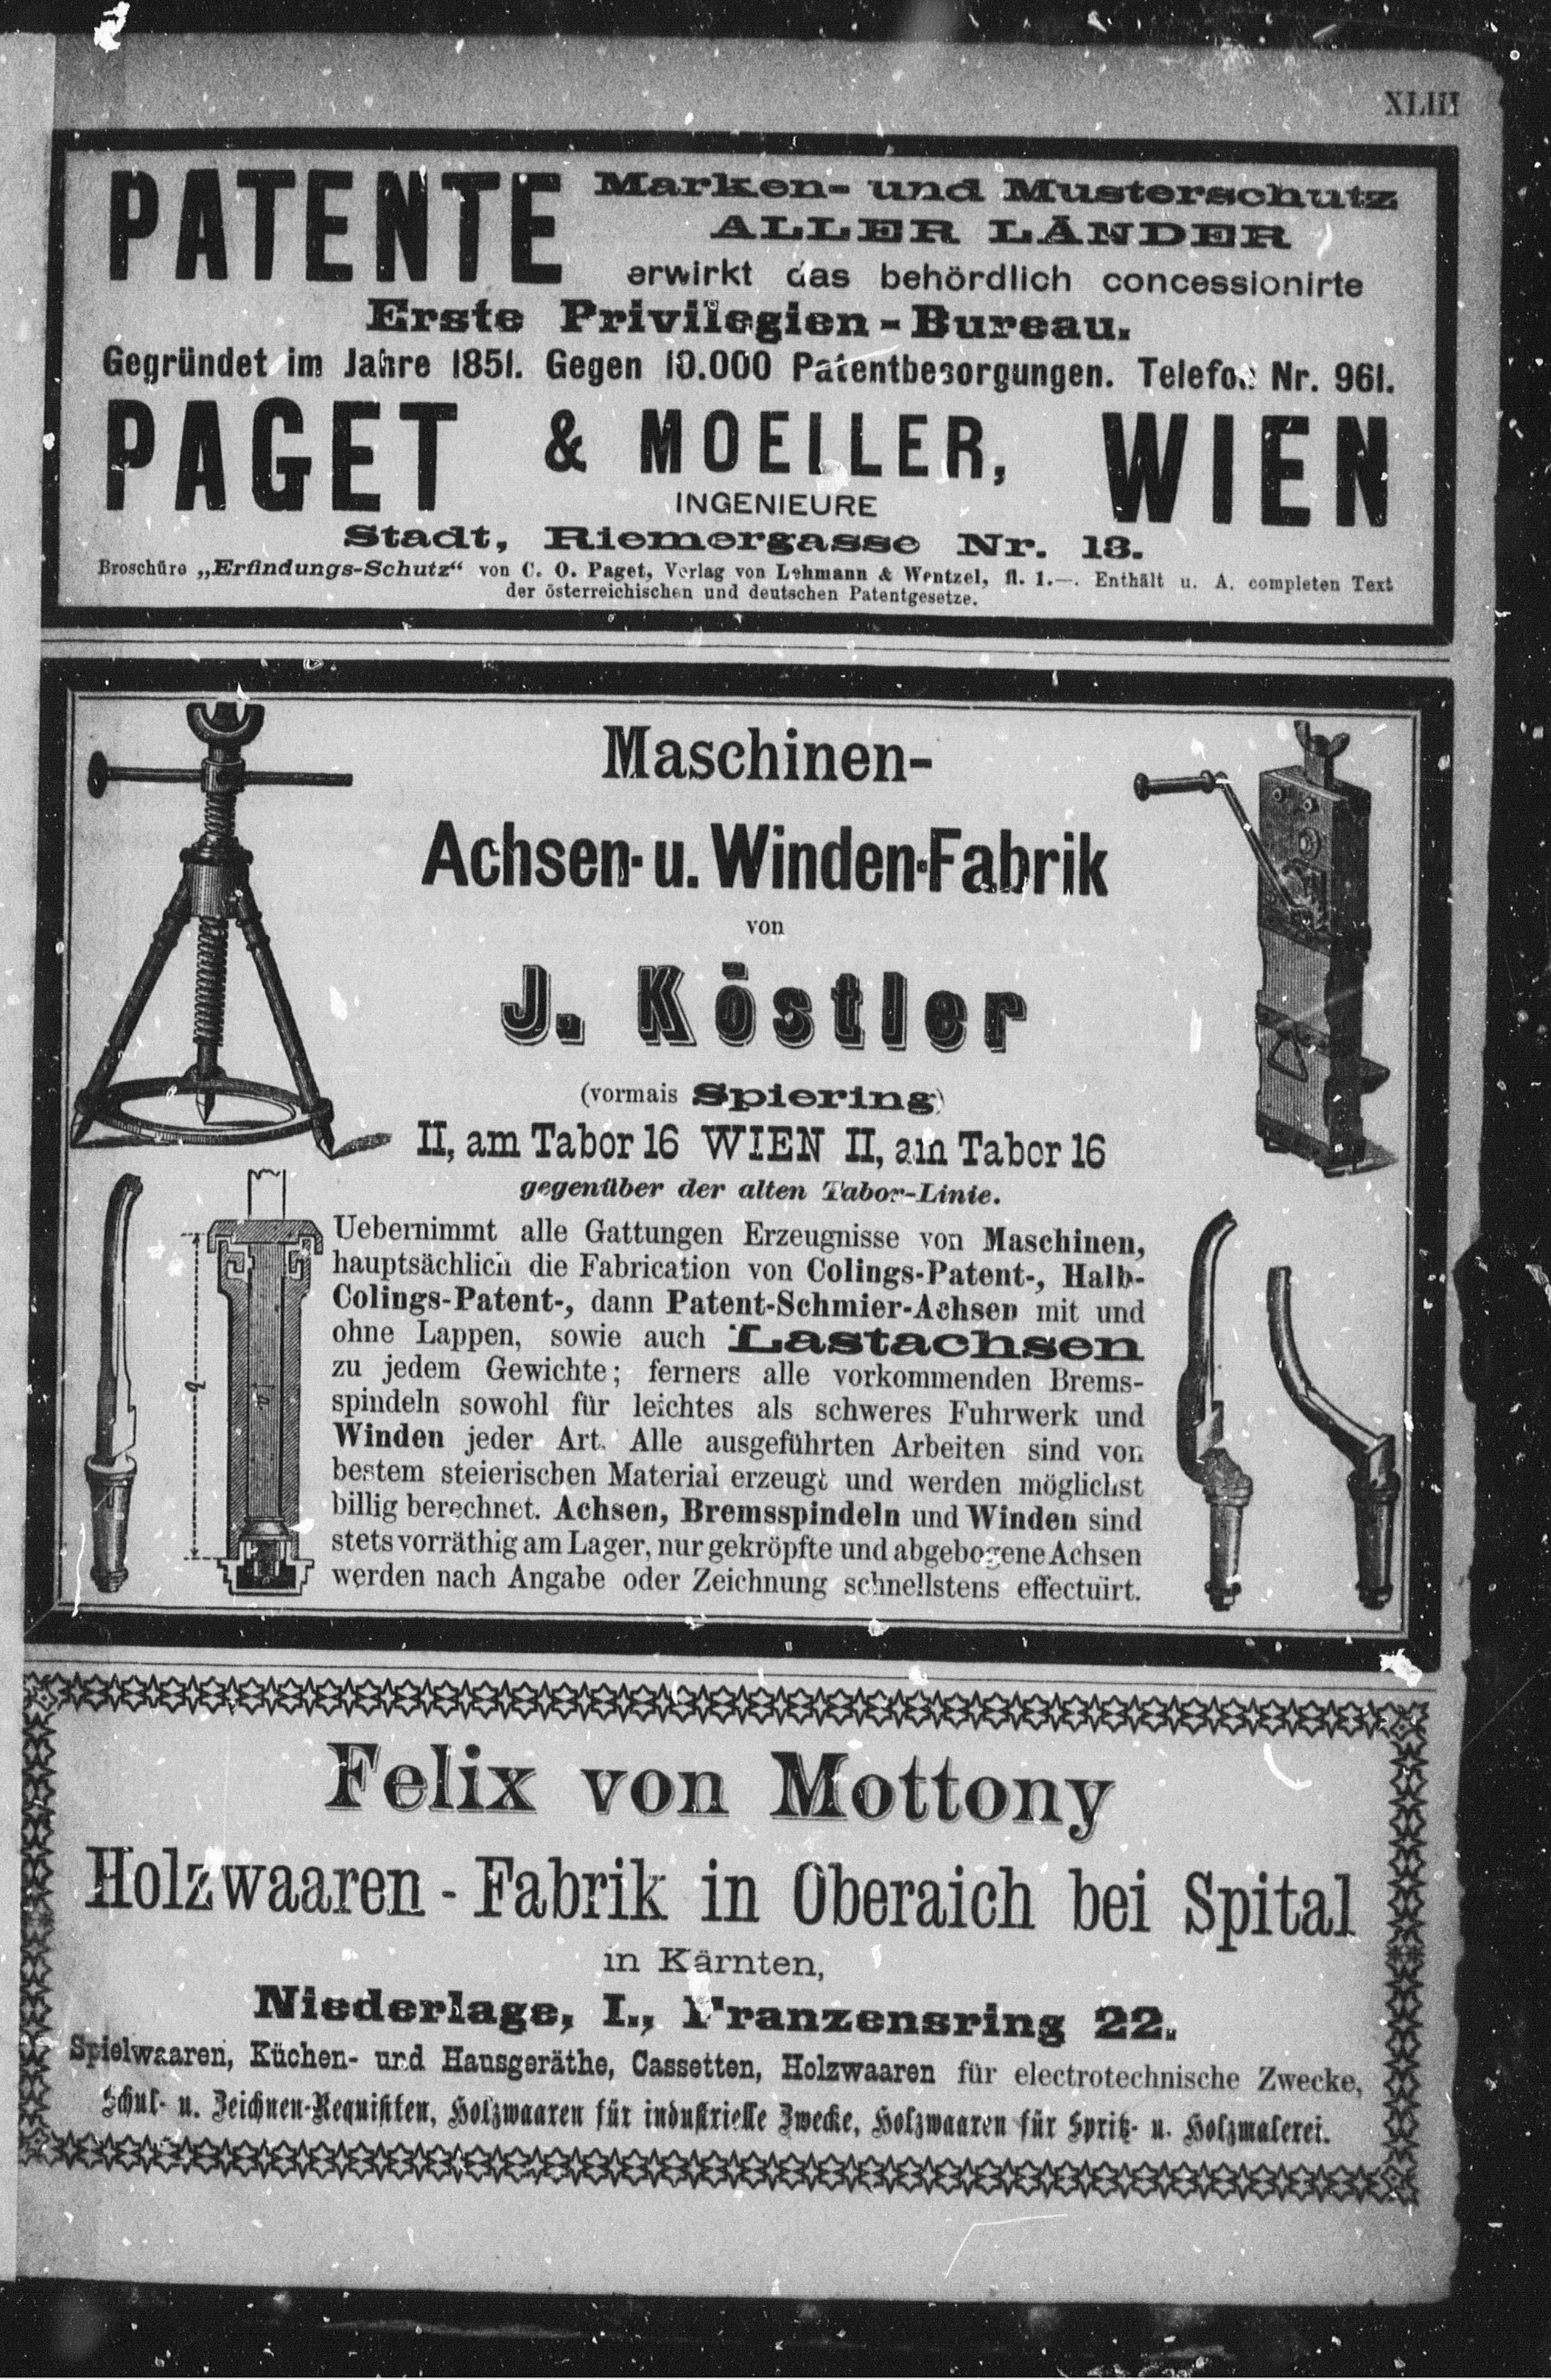 XLIII
PATENTE Marken- und Musterschutz
ALLER LÄNDER
erwirkt das behördlich concessionirte
Erste Privilegien-Bureau.
Gegründet im Jahre 1851. Gegen 10.000 Patentbesorgungen. Telefon Nr. 961.
PAGET & MOELLER, WIEN
INGENIEURE
Stadt, Riemergasse Nr. 13.
Broschüre „Erfindungs-Schutz“ von C. O. Paget, Verlag von Lehmann & Wentzel, fl. 1.—. Enthält u. A. completen Text
der österreichischen und deutschen Patentgesetze.
Maschinen-
Achsen- u. Winden-Fabrik
von
J. Köstler
(vormals Spiering)
II, am Tabor 16 WIEN II, am Tabor 16
gegenüber der alten Tabor-Linie.
Uebernimmt alle Gattungen Erzeugnisse von Maschinen,
hauptsächlich die Fabrication von Colings-Patent-, Halb-
Colings-Patent-, dann Patent-Schmier-Achsen mit und
ohne Lappen, sowie auch Lastachsen
zu jedem Gewichte; ferners alle vorkommenden Brems-
spindeln sowohl für leichtes als schweres Fuhrwerk und
Winden jeder Art. Alle ausgeführten Arbeiten sind von
bestem steierischen Material erzeugt und werden möglichst
billig berechnet. Achsen, Bremsspindeln und Winden sind
stets vorräthig am Lager, nur gekröpfte und abgebogene Achsen
werden nach Angabe oder Zeichnung schnellstens effectuirt.
Felix von Mottony
Holzwaaren-Fabrik in Oberaich bei Spital
in Kärnten,
Niederlage, I., Franzensring 22.
Spielwaaren, Küchen- und Hausgeräthe, Cassetten, Holzwaaren für electrotechnische Zwecke,
Schul- u. Zeichnen-Requisiten, Holzwaaren für industrielle Zwecke, Holzwaaren für Spritz- u. Holzmalerei.